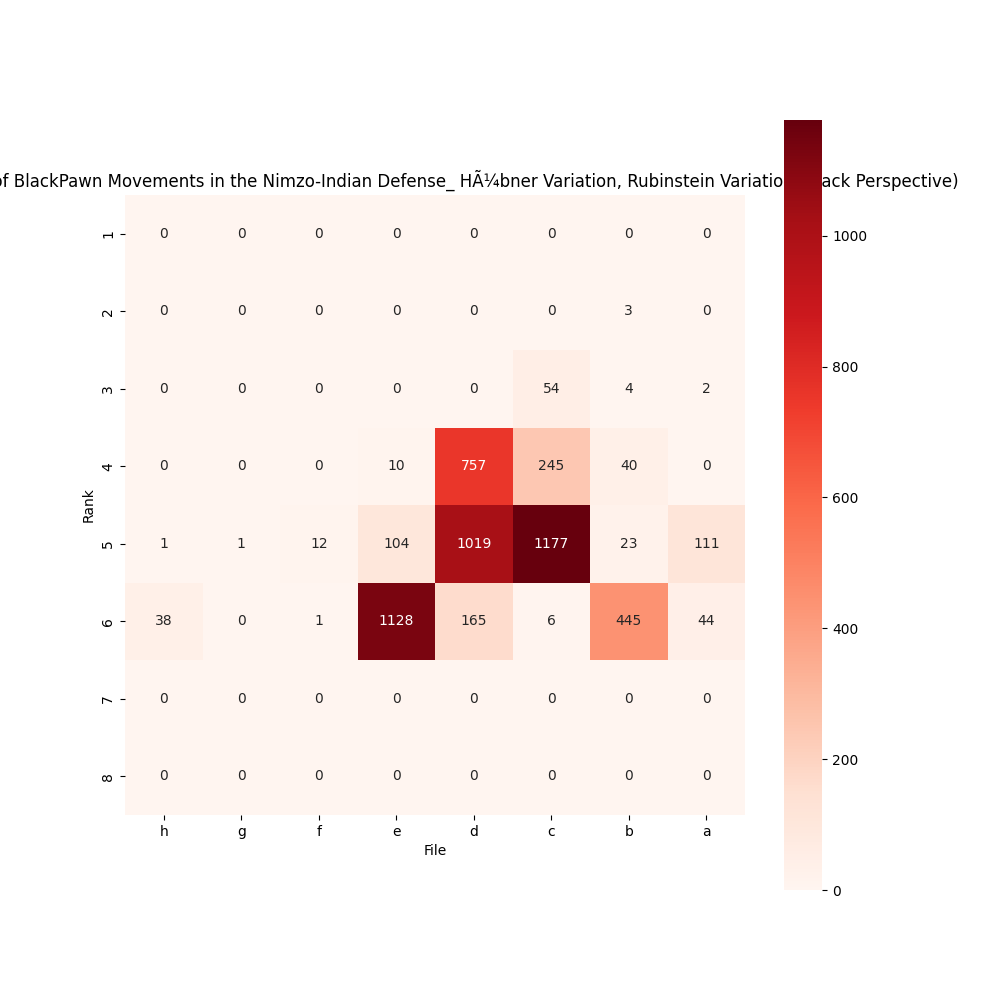 of BlackPawn Movements in the Nimzo-Indian Defense_ HÃ¼bner Variation, Rubinstein Variatio ack Perspective)
1 0 0 0 0 0 0 0 0
2 0 0 0 0 0 0 3 0
3 0 0 0 0 0 54 4 2
4 0 0 0 10 757 245 40 0
5 1 1 12 104 1019 1177 23 111
6 38 0 1 1128 165 6 445 44
7 0 0 0 0 0 0 0 0
8 0 0 0 0 0 0 0 0
h g f e d c b a
File
Rank
1000
800
600
400
200
0